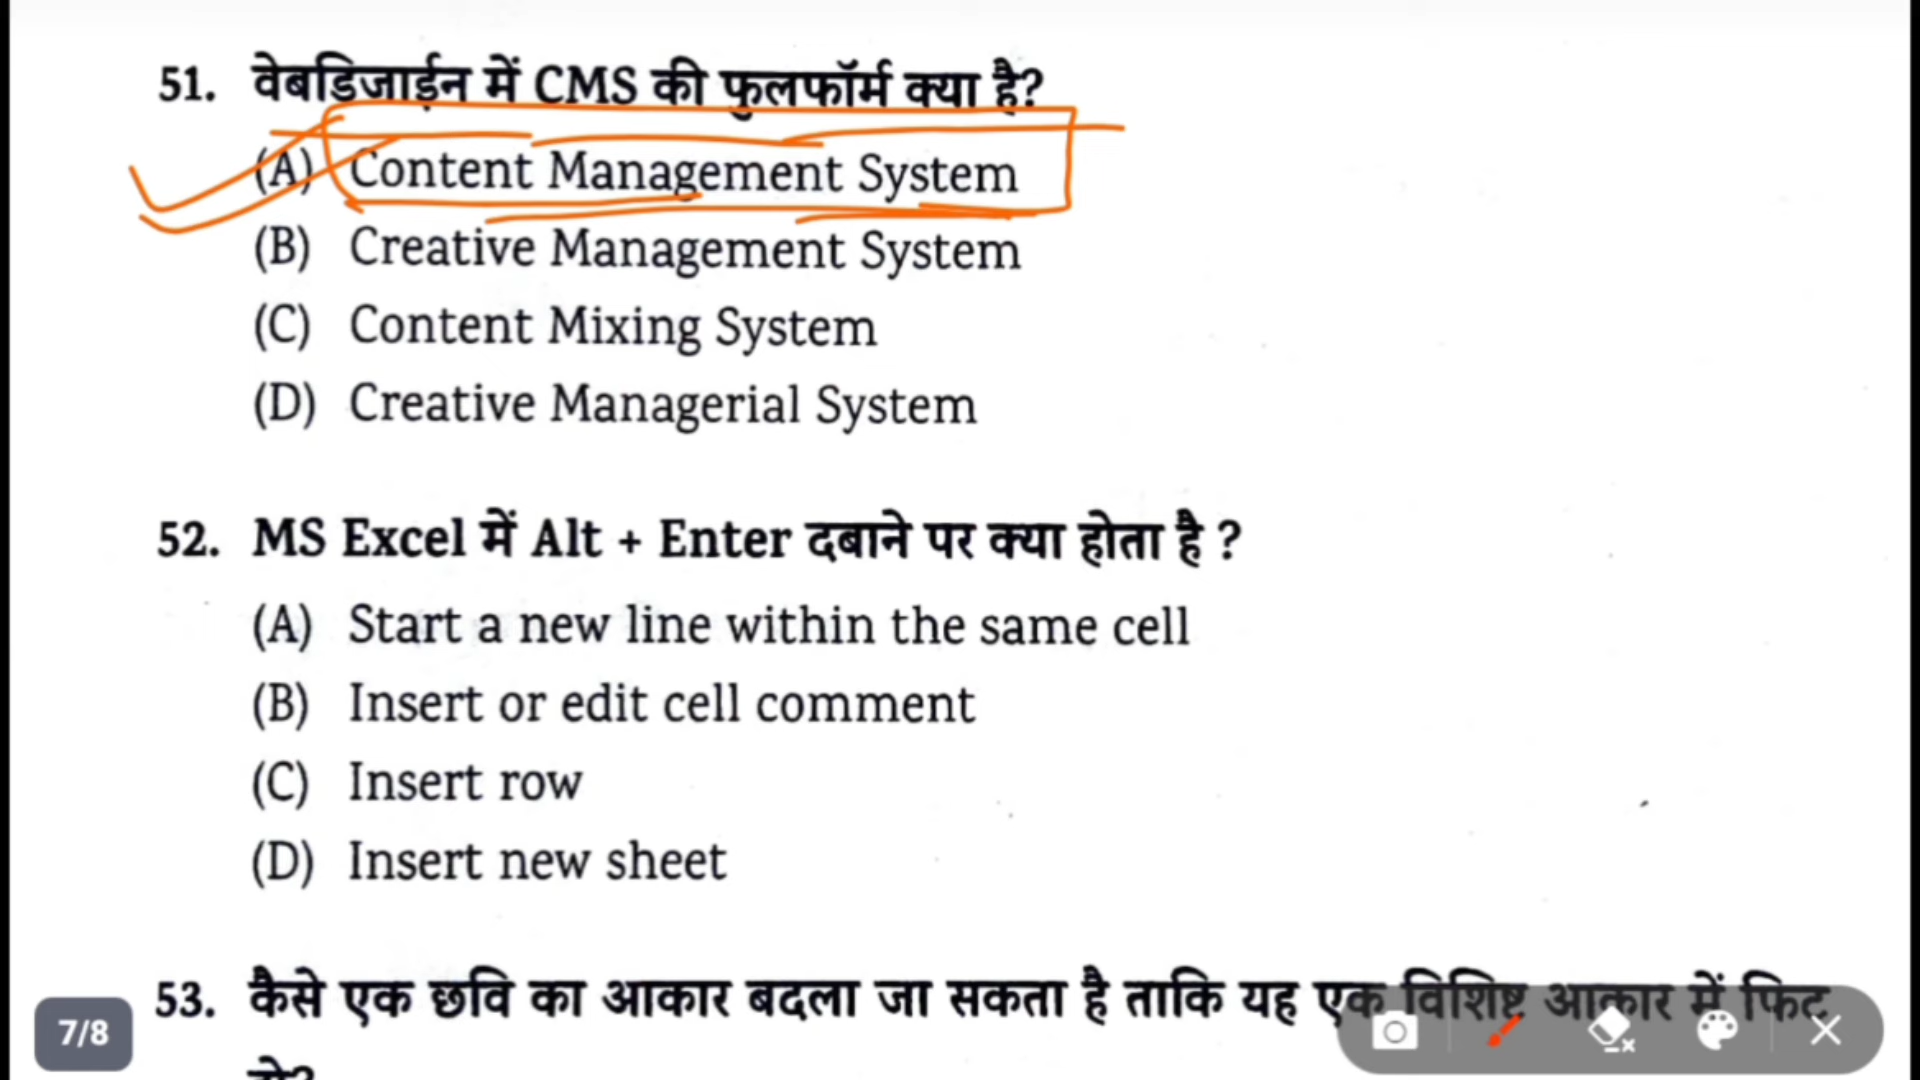 51. वेबडिजाईन में CMS की फुलफॉर्म क्या है?
(A) Content Management System
(B) Creative Management System
(C) Content Mixing System
(D) Creative Managerial System
52. MS Excel में Alt + Enter दबाने पर क्या होता है ?
(A) Start a new line within the same cell
(B) Insert or edit cell comment
(C) Insert row
(D) Insert new sheet
53. कैसे एक छवि का आकार बदला जा सकता है ताकि यह एक विशिष्ट आकार में फिट
7/8